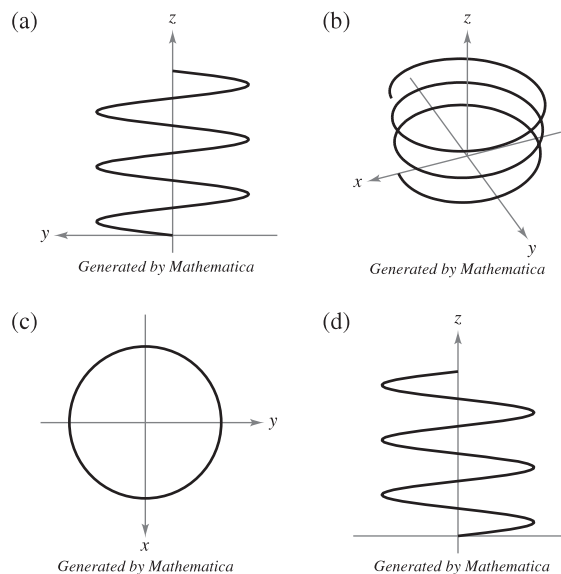 (a)
z
y
Generated by Mathematica
(b)
z
x
y
Generated by Mathematica
(c)
y
x
Generated by Mathematica
(d)
z
Generated by Mathematica